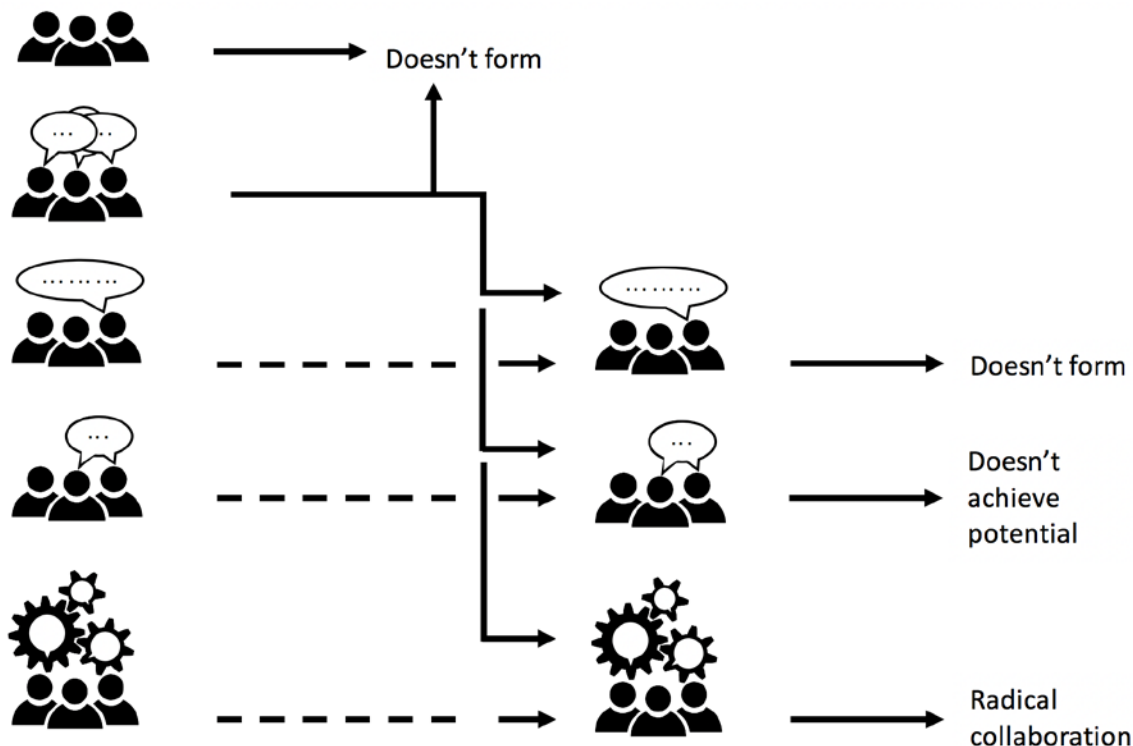 Doesn't form
...
..
.........
.........
Doesn't form
...
...
Doesn't
achieve
potential
Radical
collaboration